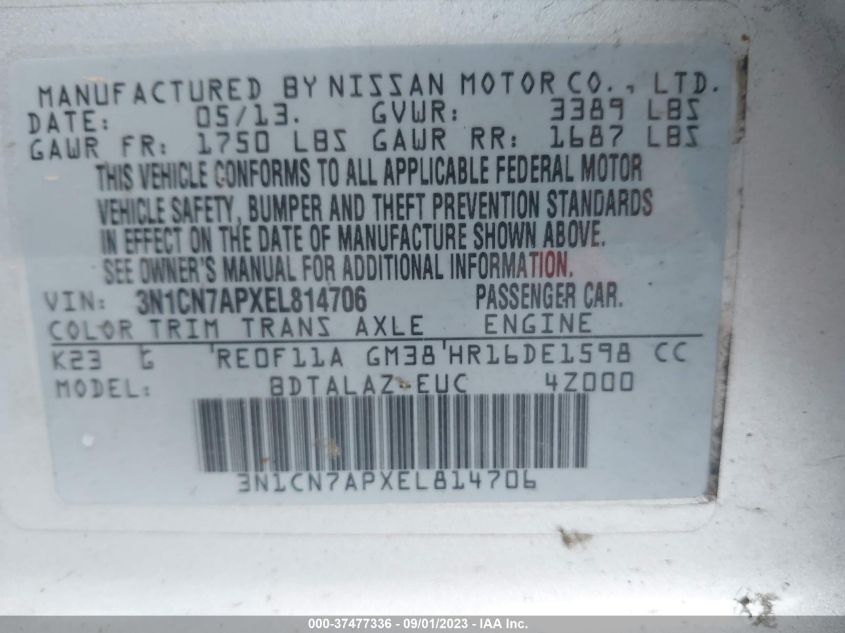 MANUFACTURED BY NISSAN MOTOR CO., LTD.
DATE: 05/13. GVWR: 3389 LBS
GAWR FR: 1750 LBS GAWR RR: 1687 LBS
THIS VEHICLE CONFORMS TO ALL APPLICABLE FEDERAL MOTOR
VEHICLE SAFETY, BUMPER AND THEFT PREVENTION STANDARDS
IN EFFECT ON THE DATE OF MANUFACTURE SHOWN ABOVE.
SEE OWNER'S MANUAL FOR ADDITIONAL INFORMATION.
VIN: 3N1CN7APXEL814706 PASSENGER CAR.
COLOR TRIM TRANS AXLE ENGINE
K23 G RE0F11A GM38 HR16DE1598 CC
MODEL: BDTALAZ-EUC 4Z000
3N1CN7APXEL814706
000-37477336 - 09/01/2023 - IAA Inc.